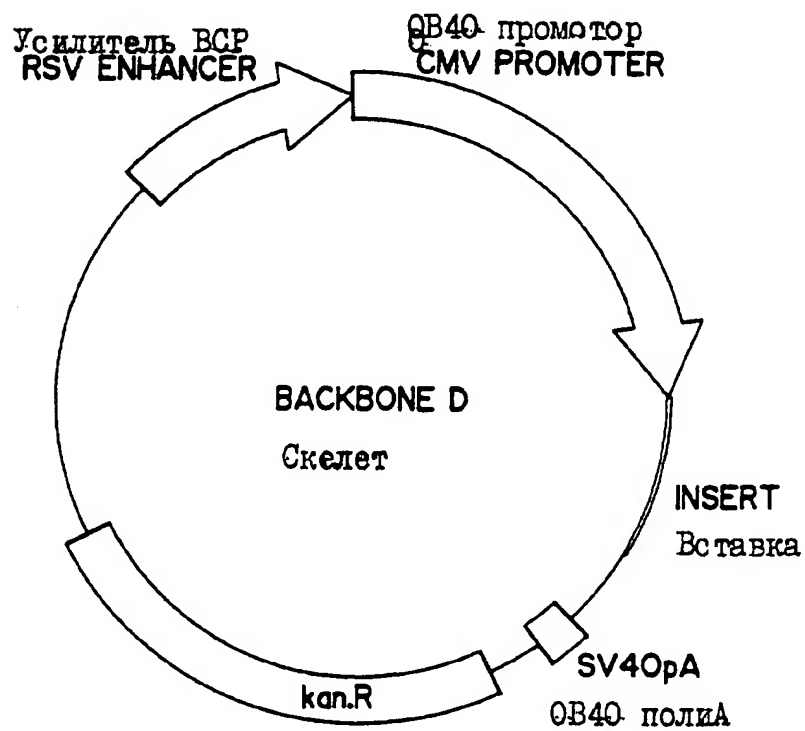 Усилитель ВСР
RSV ENHANCER
ОВ40 промотор
CMV PROMOTER
BACKBONE D
Скелет
INSERT
Вставка
SV40pA
ОВ40 полиА
kan.R